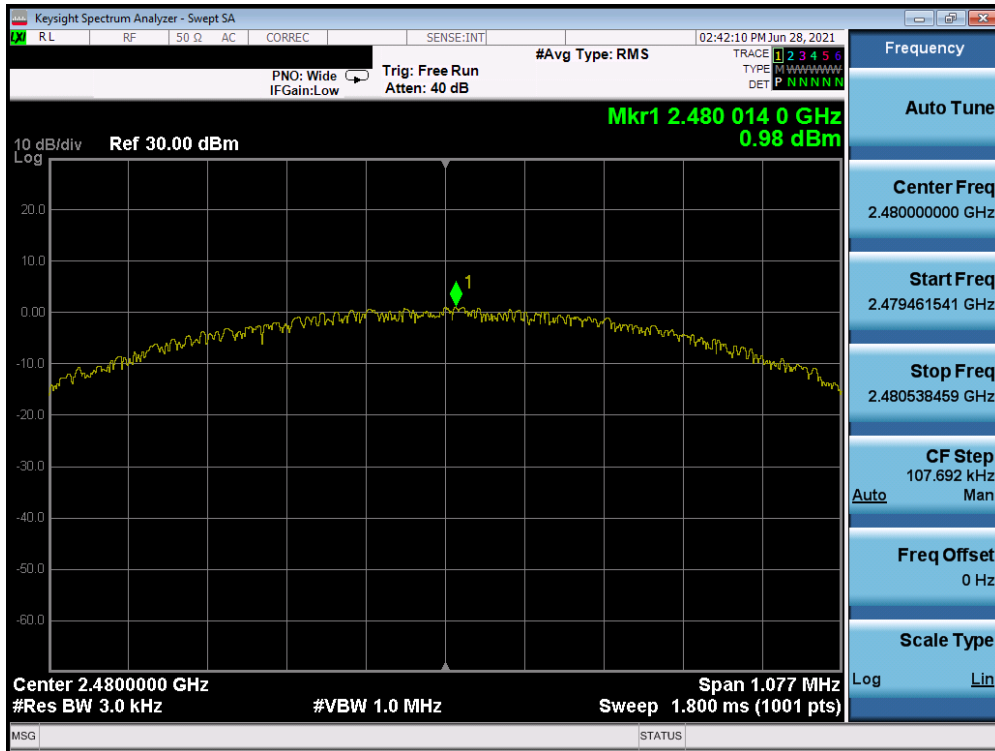 Keysight Spectrum Analyzer - Swept SA
LXI RL RF 50 Ω AC CORREC SENSE:INT 02:42:10 PM Jun 28, 2021
#Avg Type: RMS TRACE 1 2 3 4 5 6
PNO: Wide Trig: Free Run TYPE M W W W W W
IFGain:Low Atten: 40 dB DET P N N N N N
Mkr1 2.480 014 0 GHz
0.98 dBm
10 dB/div Ref 30.00 dBm
Log
20.0
10.0
1
0.00
-10.0
-20.0
-30.0
-40.0
-50.0
-60.0
Center 2.4800000 GHz Span 1.077 MHz
#Res BW 3.0 kHz #VBW 1.0 MHz Sweep 1.800 ms (1001 pts)
MSG STATUS
Frequency
Auto Tune
Center Freq
2.480000000 GHz
Start Freq
2.479461541 GHz
Stop Freq
2.480538459 GHz
CF Step
107.692 kHz
Auto Man
Freq Offset
0 Hz
Scale Type
Log Lin